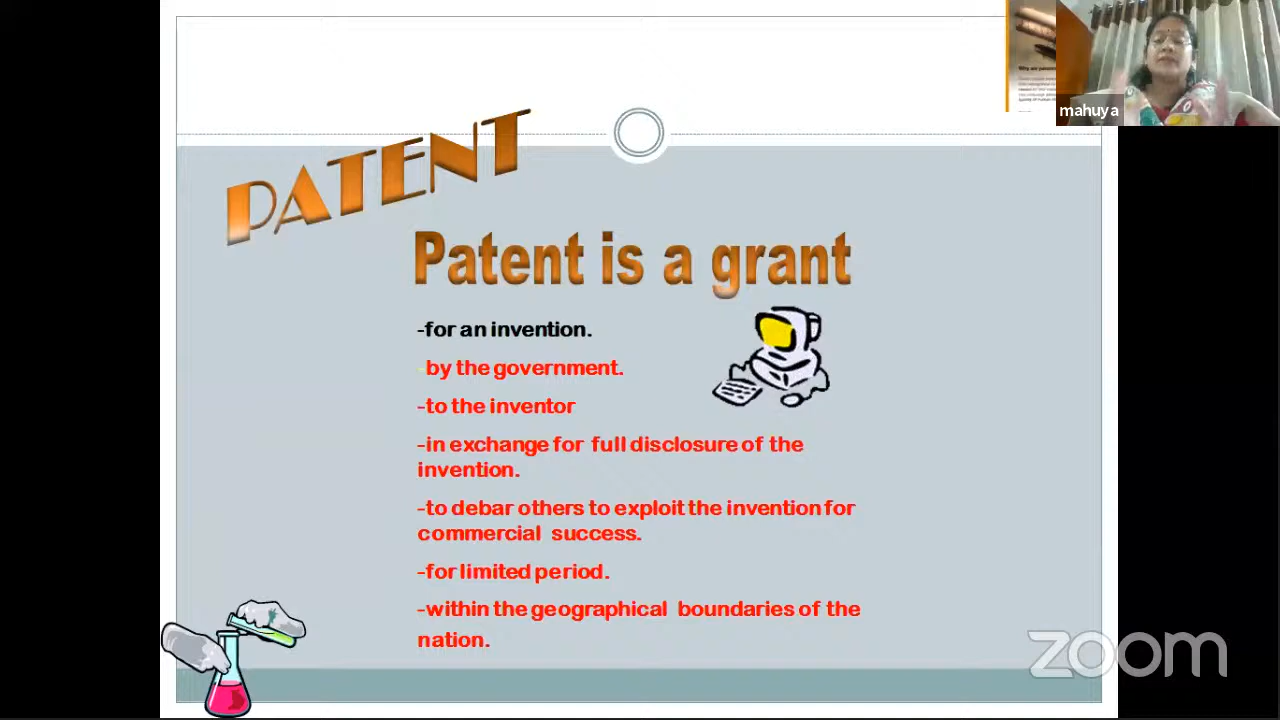 mahuya
PATENT
Patent is a grant
-for an invention.
-by the government.
-to the inventor
-in exchange for full disclosure of the
invention.
-to debar others to exploit the invention for
commercial success.
-for limited period.
-within the geographical boundaries of the
nation.
zoom